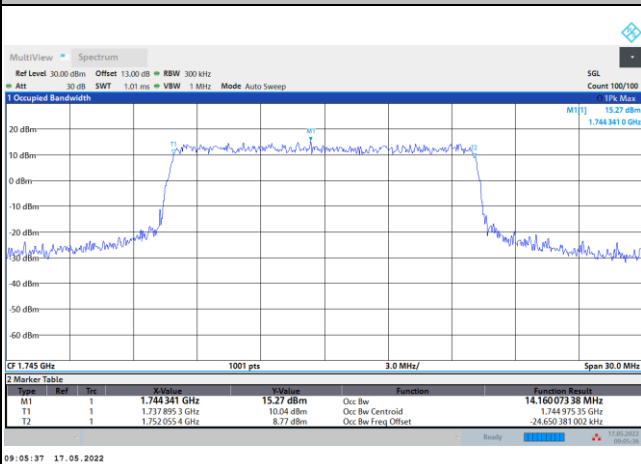 MultiView Spectrum
Ref Level 30.00 dBm Offset 13.00 dB RBW 300 kHz SGL
Att 30 dB SWT 1.01 ms VBW 1 MHz Mode Auto Sweep Count 100/100
1 Occupied Bandwidth 1Pk Max
M1[1] 15.27 dBm
1.744 341 0 GHz
20 dBm
M1
T1
T2
10 dBm
0 dBm
-10 dBm
-20 dBm
-30 dBm
-40 dBm
-50 dBm
-60 dBm
CF 1.745 GHz 1001 pts 3.0 MHz/ Span 30.0 MHz
2 Marker Table
Type Ref Trc X-Value Y-Value Function Function Result
M1 1 1.744 341 GHz 15.27 dBm Occ Bw 14.160 073 38 MHz
T1 1 1.737 895 3 GHz 10.04 dBm Occ Bw Centroid 1.744 975 35 GHz
T2 1 1.752 055 4 GHz 8.77 dBm Occ Bw Freq Offset -24.650 381 002 kHz
Ready 17.05.2022
09:05:36
09:05:37 17.05.2022